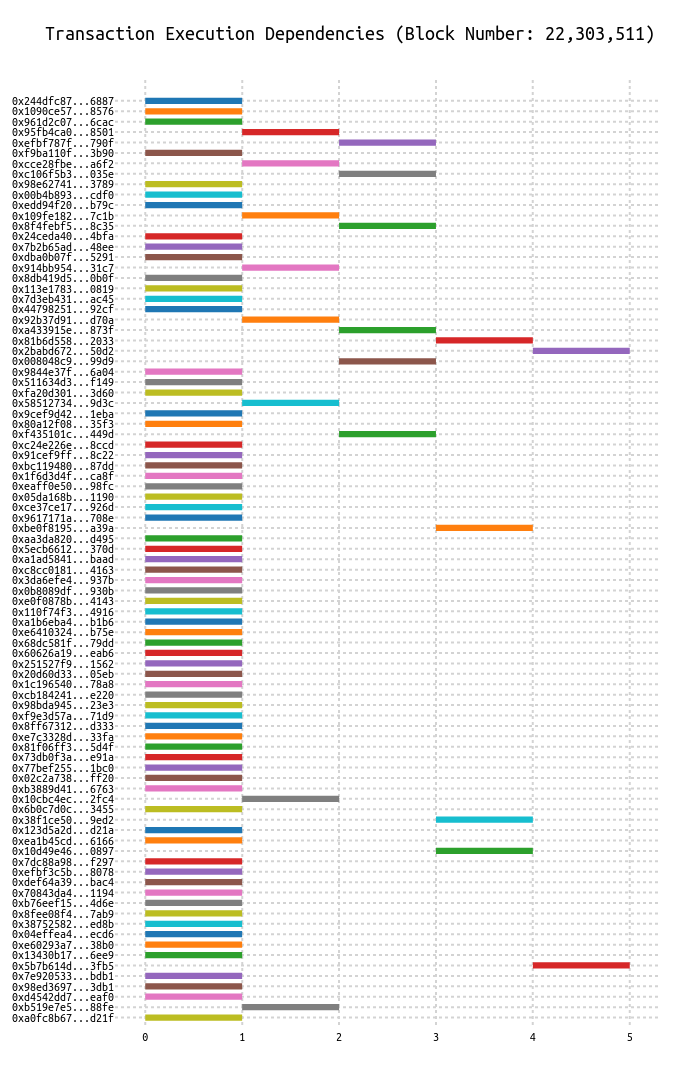 Transaction Execution Dependencies (Block Number: 22,303,511)
0x244dfc87...6887
0x1090ce57...8576
0x961d2c07...6cac
0x95fb4ca0...8501
0xefbf787f...790f
0xf9ba110f...3b90
0xcce28fbe...a6f2
0xc106f5b3...035e
0x98e62741...3789
0x00b4b893...cdf0
0xedd94f20...b79c
0x109fe182...7c1b
0x8f4febf5...8c35
0x24ceda40...4bfa
0x7b2b65ad...48ee
0xdba0b07f...5291
0x914bb954...31c7
0x8db419d5...0b0f
0x113e1783...0819
0x7d3eb431...ac45
0x44798251...92cf
0x92b37d91...d70a
0xa433915e...873f
0x81b6d558...2033
0x2babd672...50d2
0x008048c9...99d9
0x9844e37f...6a04
0x511634d3...f149
0xfa20d301...3d60
0x58512734...9d3c
0x9cef9d42...1eba
0x80a12f08...35f3
0xf435101c...449d
0xc24e226e...8ccd
0x91cef9ff...8c22
0xbc119480...87dd
0x1f6d3d4f...ca8f
0xeaff0e50...98fc
0x05da168b...1190
0xce37ce17...926d
0x9617171a...708e
0xbe0f8195...a39a
0xaa3da820...d495
0x5ecb6612...370d
0xa1ad5841...baad
0xc8cc0181...4163
0x3da6efe4...937b
0x0b8089df...930b
0xe0f0878b...4143
0x110f74f3...4916
0xa1b6eba4...b1b6
0xe6410324...b75e
0x68dc581f...79dd
0x60626a19...eab6
0x251527f9...1562
0x20d60d33...05eb
0x1c196540...78a8
0xcb184241...e220
0x98bda945...23e3
0xf9e3d57a...71d9
0x8ff67312...d333
0xe7c3328d...33fa
0x81f06ff3...5d4f
0x73db0f3a...e91a
0x77bef255...1bc0
0x02c2a738...ff20
0xb3889d41...6763
0x10cbc4ec...2fc4
0x6b0c7d0c...3455
0x38f1ce50...9ed2
0x123d5a2d...d21a
0xea1b45cd...6166
0x10d49e46...0897
0x7dc88a98...f297
0xefbf3c5b...8078
0xdef64a39...bac4
0x70843da4...1194
0xb76eef15...4d6e
0x8fee08f4...7ab9
0x38752582...ed8b
0x04effea4...ecd6
0xe60293a7...38b0
0x13430b17...6ee9
0x5b7b614d...3fb5
0x7e920533...bdb1
0x98ed3697...3db1
0xd4542dd7...eaf0
0xb519e7e5...88fe
0xa0fc8b67...d21f
0 1 2 3 4 5